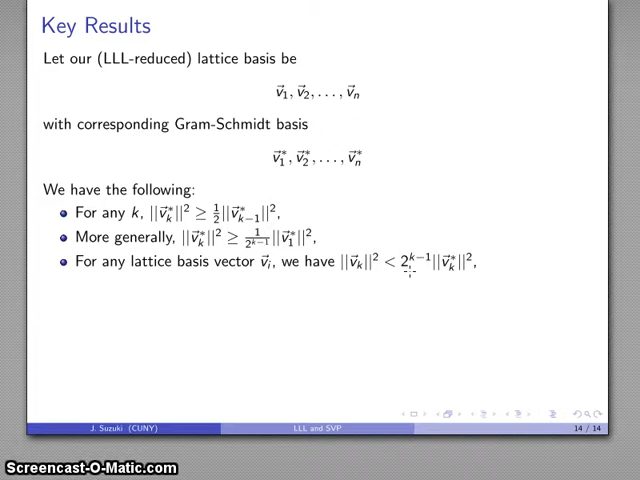 Key Results
Let our (LLL-reduced) lattice basis be
v⃗₁, v⃗₂, . . . , v⃗ₙ
with corresponding Gram-Schmidt basis
v⃗₁*, v⃗₂*, . . . , v⃗ₙ*
We have the following:
For any k, ||v⃗ₖ*||² ≥ 1/2 ||v⃗ₖ₋₁*||²,
More generally, ||v⃗ₖ*||² ≥ 1/2ᵏ⁻¹ ||v⃗₁*||²,
For any lattice basis vector v⃗ᵢ, we have ||v⃗ₖ||² < 2ᵏ⁻¹||v⃗ₖ*||²,
J. Suzuki (CUNY) LLL and SVP 14 / 14
Screencast-O-Matic.com